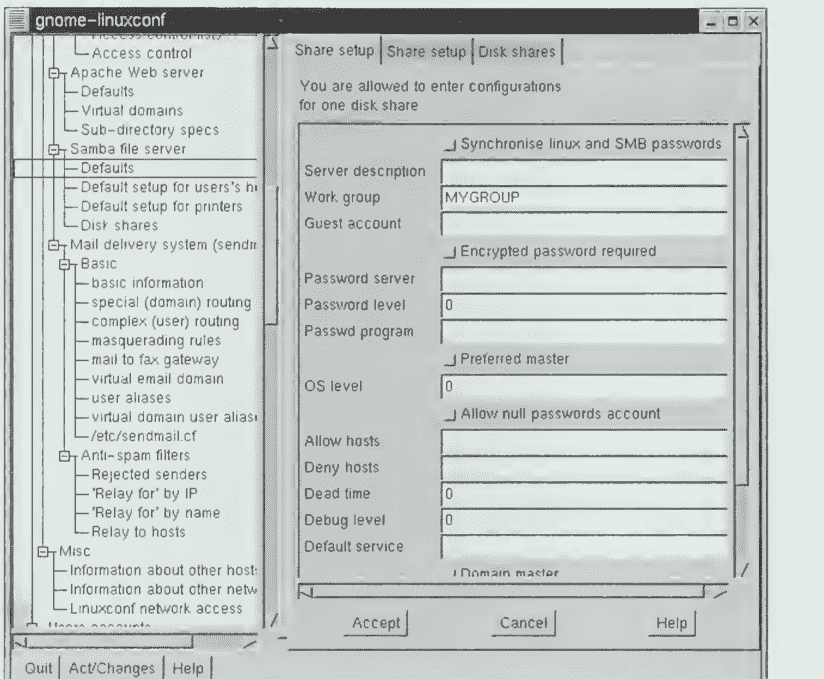 gnome-linuxconf
Access control lists
Access control
Apache Web server
Defaults
Virtual domains
Sub-directory specs
Samba file server
Defaults
Default setup for users's h
Default setup for printers
Disk shares
Mail delivery system (sendm
Basic
basic information
special (domain) routing
complex (user) routing
masquerading rules
mail to fax gateway
virtual email domain
user aliases
virtual domain user alias
/etc/sendmail.cf
Anti-spam filters
Rejected senders
'Relay for' by IP
'Relay for' by name
Relay to hosts
Misc
Information about other host
Information about other netw
Linuxconf network access
Users accounts
Quit Act/Changes Help
Share setup Share setup Disk shares
You are allowed to enter configurations
for one disk share
Synchronise linux and SMB passwords
Server description
Work group MYGROUP
Guest account
Encrypted password required
Password server
Password level 0
Passwd program
Preferred master
OS level 0
Allow null passwords account
Allow hosts
Deny hosts
Dead time 0
Debug level 0
Default service
Domain master
Accept Cancel Help